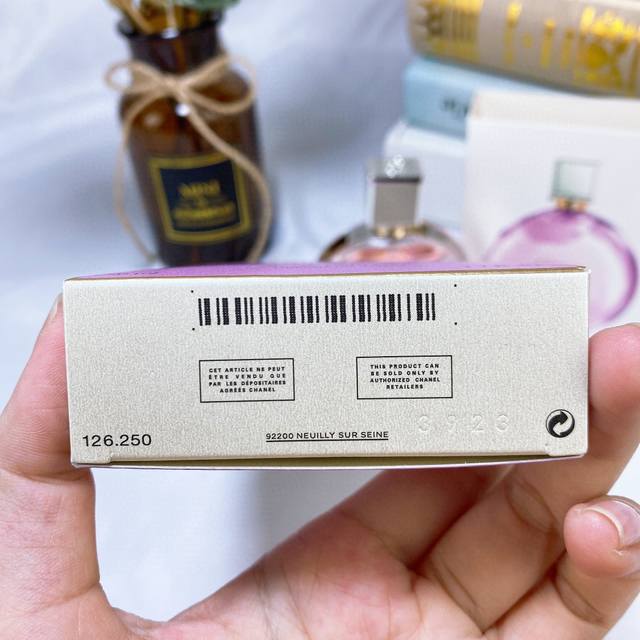 CET ARTICLE NE PEUT
ÊTRE VENDU QUE
PAR LES DÉPOSITAIRES
AGRÉÉS CHANEL
THIS PRODUCT CAN
BE SOLD ONLY BY
AUTHORIZED CHANEL
RETAILERS
3923
126.250
92200 NEUILLY SUR SEINE